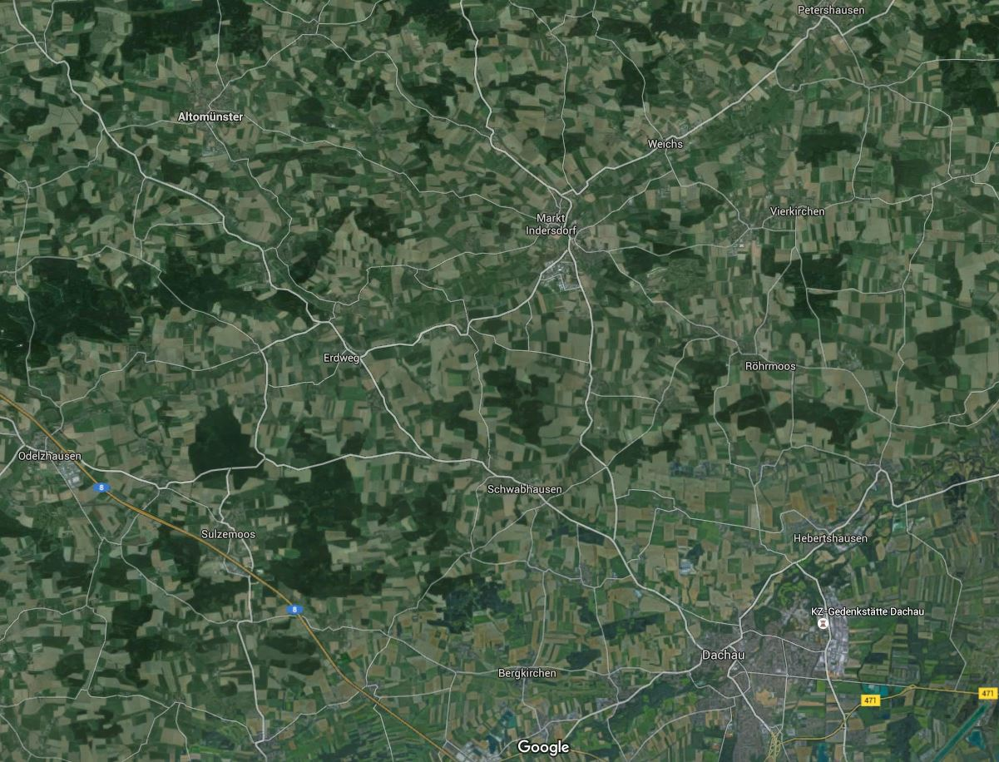 Petershausen
Altomünster
Weichs
Vierkirchen
Markt
Indersdorf
Erdweg
Röhrmoos
Odelzhausen
8
Schwabhausen
Sulzemoos
Hebertshausen
8
KZ-Gedenkstätte Dachau
Dachau
Bergkirchen
471
471
Google